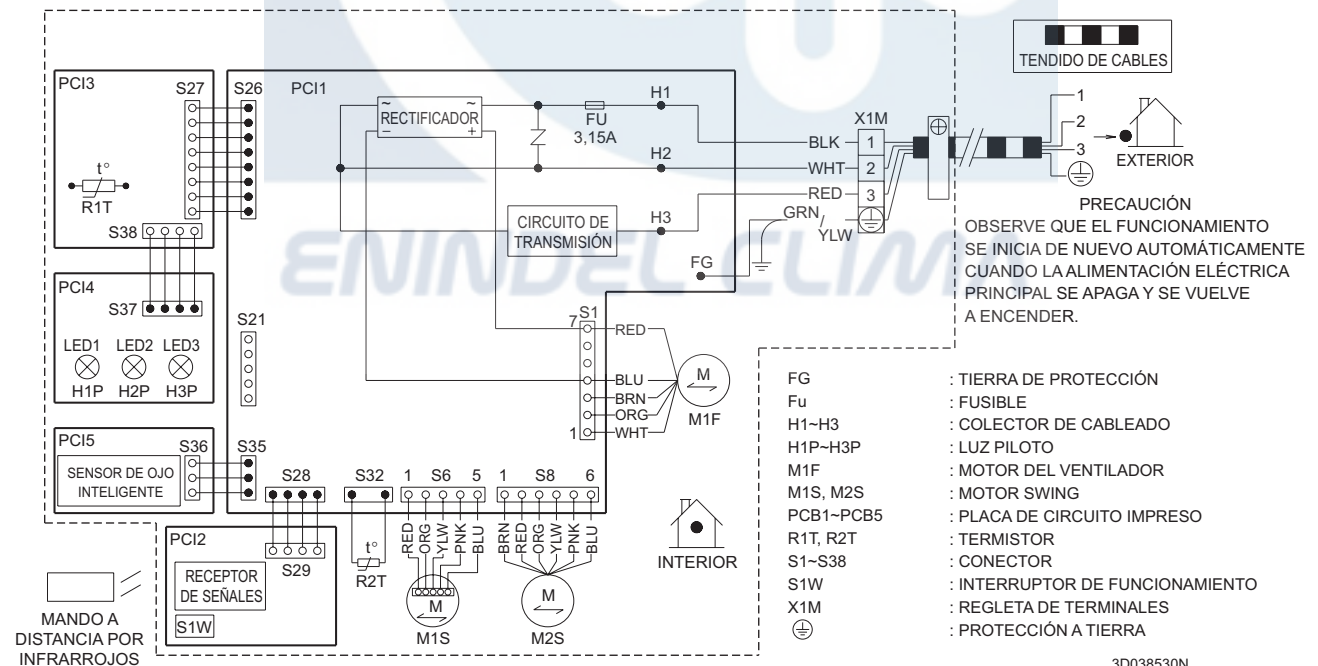 TENDIDO DE CABLES
PCI3
S27
S26
PCI1
RECTIFICADOR
~
~
−
+
FU
3,15A
H1
X1M
BLK
1
1
2
3
EXTERIOR
H2
WHT
2
t°
R1T
RED
3
CIRCUITO DE
TRANSMISIÓN
H3
GRN
/
YLW
S38
FG
ENINDEL CLIMA
PRECAUCIÓN
OBSERVE QUE EL FUNCIONAMIENTO
SE INICIA DE NUEVO AUTOMÁTICAMENTE
CUANDO LA ALIMENTACIÓN ELÉCTRICA
PRINCIPAL SE APAGA Y SE VUELVE
A ENCENDER.
PCI4
S37
LED1 LED2 LED3
H1P H2P H3P
S21
S1
7
RED
BLU
BRN
ORG
1
WHT
M
M1F
PCI5
S36
S35
SENSOR DE OJO
INTELIGENTE
S28
S32
1 S6 5
1 S8 6
PCI2
S29
RECEPTOR
DE SEÑALES
S1W
t°
R2T
RED
ORG
YLW
PNK
BLU
M
M1S
BRN
RED
ORG
YLW
PNK
BLU
M
M2S
INTERIOR
MANDO A
DISTANCIA POR
INFRARROJOS
FG : TIERRA DE PROTECCIÓN
Fu : FUSIBLE
H1~H3 : COLECTOR DE CABLEADO
H1P~H3P : LUZ PILOTO
M1F : MOTOR DEL VENTILADOR
M1S, M2S : MOTOR SWING
PCB1~PCB5 : PLACA DE CIRCUITO IMPRESO
R1T, R2T : TERMISTOR
S1~S38 : CONECTOR
S1W : INTERRUPTOR DE FUNCIONAMIENTO
X1M : REGLETA DE TERMINALES
: PROTECCIÓN A TIERRA
3D038530N